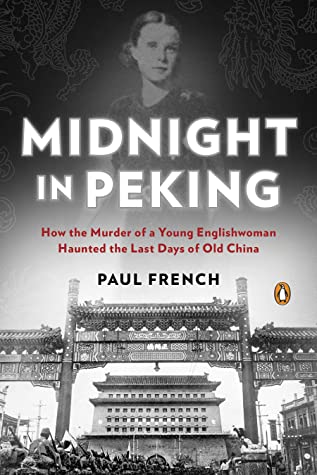 MIDNIGHT
IN PEKING
How the Murder of a Young Englishwoman
Haunted the Last Days of Old China
PAUL FRENCH